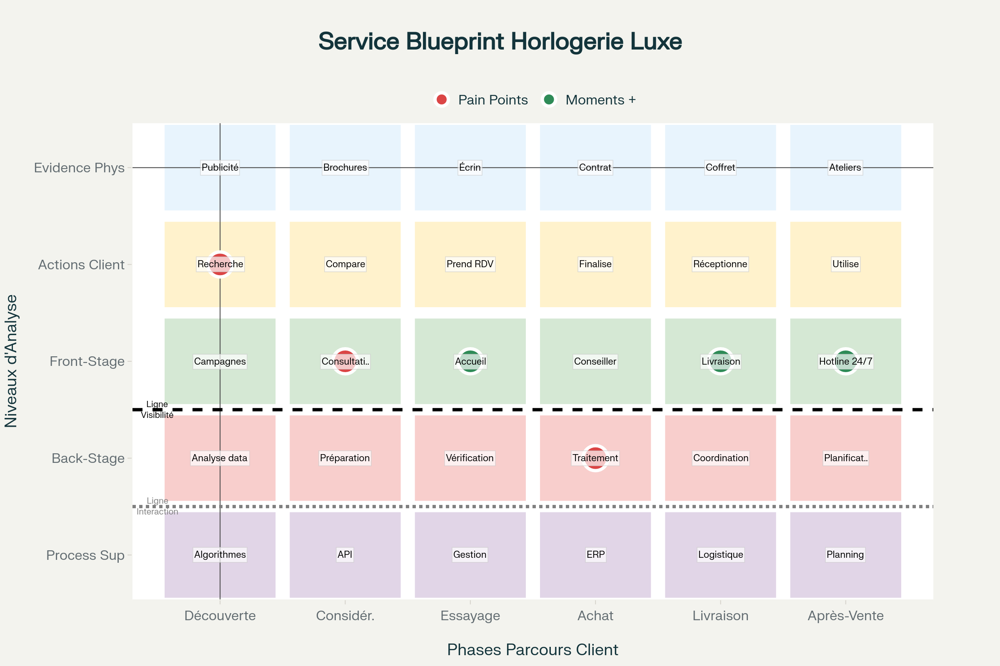 Service Blueprint Horlogerie Luxe
Pain Points
Moments +
Niveaux d'Analyse
Evidence Phys
Publicité
Brochures
Écrin
Contrat
Coffret
Ateliers
Actions Client
Recherche
Compare
Prend RDV
Finalise
Réceptionne
Utilise
Front-Stage
Campagnes
Consultati..
Accueil
Conseiller
Livraison
Hotline 24/7
Ligne
Visibilité
Back-Stage
Analyse data
Préparation
Vérification
Traitement
Coordination
Planificat..
Ligne
Interaction
Process Sup
Algorithmes
API
Gestion
ERP
Logistique
Planning
Découverte
Considér.
Essayage
Achat
Livraison
Après-Vente
Phases Parcours Client